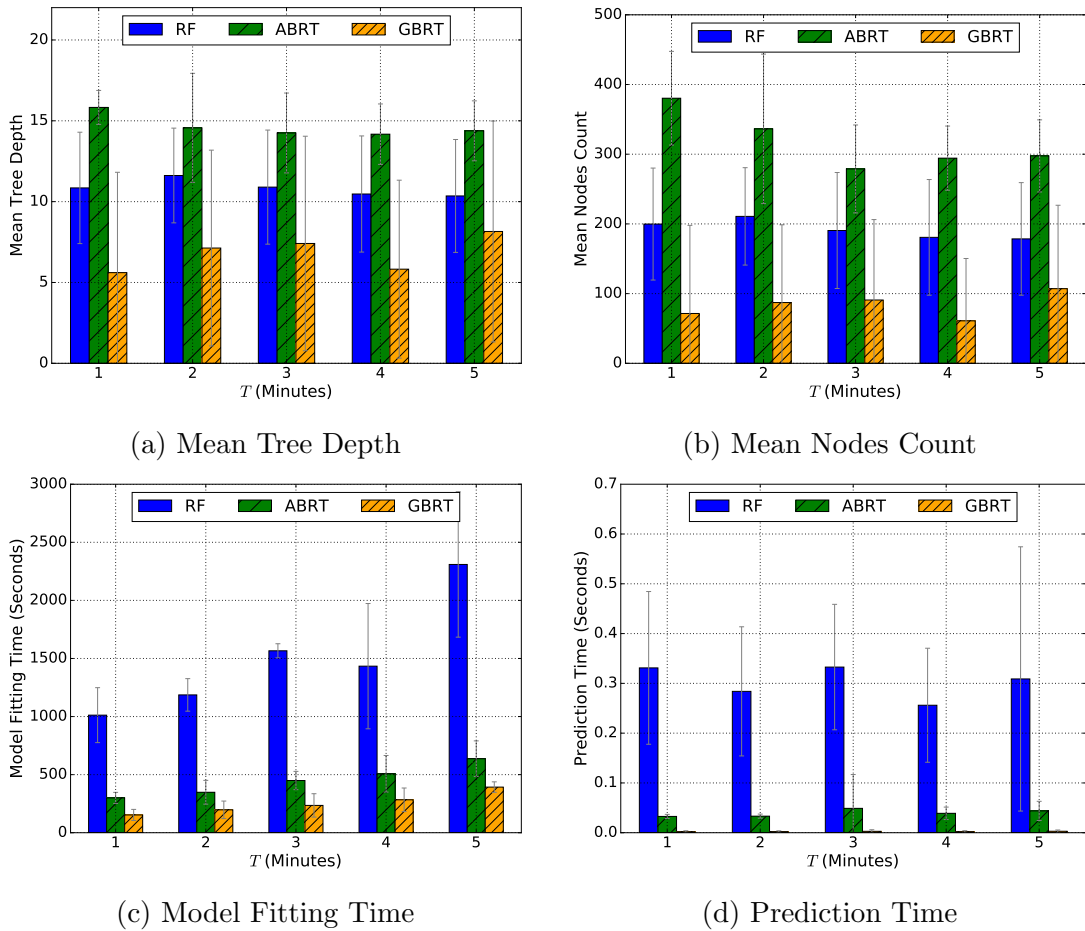 RF ABRT GBRT
20
15
10
5
0
Mean Tree Depth
1 2 3 4 5
T (Minutes)
(a) Mean Tree Depth
RF ABRT GBRT
500
400
300
200
100
0
Mean Nodes Count
1 2 3 4 5
T (Minutes)
(b) Mean Nodes Count
RF ABRT GBRT
3000
2500
2000
1500
1000
500
0
Model Fitting Time (Seconds)
1 2 3 4 5
T (Minutes)
(c) Model Fitting Time
RF ABRT GBRT
0.7
0.6
0.5
0.4
0.3
0.2
0.1
0.0
Prediction Time (Seconds)
1 2 3 4 5
T (Minutes)
(d) Prediction Time